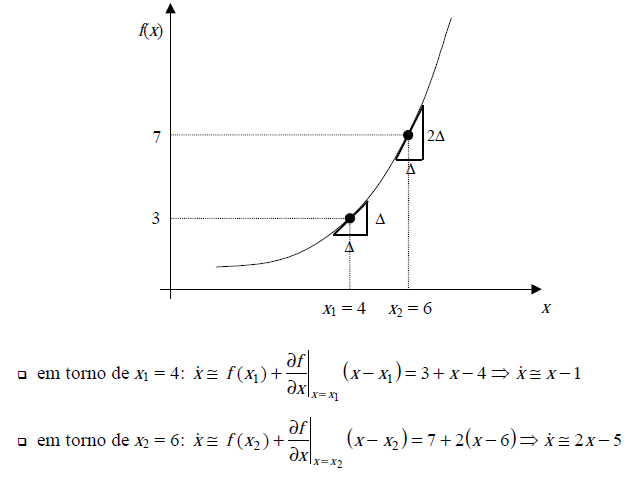 f(x)
7
2Δ
Δ
3
Δ
Δ
x₁ = 4 x₂ = 6 x
❑ em torno de x₁ = 4: ẋ ≅ f(x₁) + ∂f/∂x|ₓ₌ₓ₁ (x − x₁) = 3 + x − 4 ⇒ ẋ ≅ x − 1
❑ em torno de x₂ = 6: ẋ ≅ f(x₂) + ∂f/∂x|ₓ₌ₓ₂ (x − x₂) = 7 + 2(x − 6) ⇒ ẋ ≅ 2x − 5